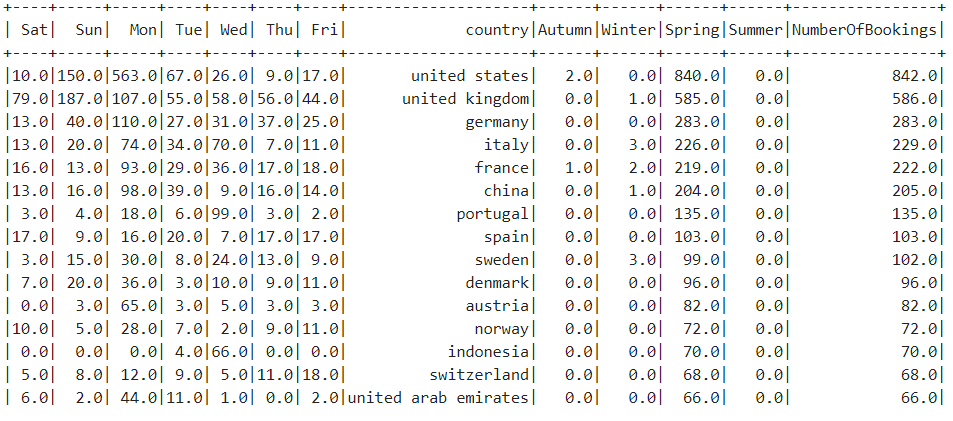 +----+-----+-----+----+----+----+----+--------------------+------+------+------+------+----------------+
| Sat|  Sun|  Mon| Tue| Wed| Thu| Fri|             country|Autumn|Winter|Spring|Summer|NumberOfBookings|
+----+-----+-----+----+----+----+----+--------------------+------+------+------+------+----------------+
|10.0|150.0|563.0|67.0|26.0| 9.0|17.0|       united states|   2.0|   0.0| 840.0|   0.0|           842.0|
|79.0|187.0|107.0|55.0|58.0|56.0|44.0|      united kingdom|   0.0|   1.0| 585.0|   0.0|           586.0|
|13.0| 40.0|110.0|27.0|31.0|37.0|25.0|             germany|   0.0|   0.0| 283.0|   0.0|           283.0|
|13.0| 20.0| 74.0|34.0|70.0| 7.0|11.0|               italy|   0.0|   3.0| 226.0|   0.0|           229.0|
|16.0| 13.0| 93.0|29.0|36.0|17.0|18.0|              france|   1.0|   2.0| 219.0|   0.0|           222.0|
|13.0| 16.0| 98.0|39.0| 9.0|16.0|14.0|               china|   0.0|   1.0| 204.0|   0.0|           205.0|
| 3.0|  4.0| 18.0| 6.0|99.0| 3.0| 2.0|            portugal|   0.0|   0.0| 135.0|   0.0|           135.0|
|17.0|  9.0| 16.0|20.0| 7.0|17.0|17.0|               spain|   0.0|   0.0| 103.0|   0.0|           103.0|
| 3.0| 15.0| 30.0| 8.0|24.0|13.0| 9.0|              sweden|   0.0|   3.0|  99.0|   0.0|           102.0|
| 7.0| 20.0| 36.0| 3.0|10.0| 9.0|11.0|             denmark|   0.0|   0.0|  96.0|   0.0|            96.0|
| 0.0|  3.0| 65.0| 3.0| 5.0| 3.0| 3.0|             austria|   0.0|   0.0|  82.0|   0.0|            82.0|
|10.0|  5.0| 28.0| 7.0| 2.0| 9.0|11.0|              norway|   0.0|   0.0|  72.0|   0.0|            72.0|
| 0.0|  0.0|  0.0| 4.0|66.0| 0.0| 0.0|           indonesia|   0.0|   0.0|  70.0|   0.0|            70.0|
| 5.0|  8.0| 12.0| 9.0| 5.0|11.0|18.0|         switzerland|   0.0|   0.0|  68.0|   0.0|            68.0|
| 6.0|  2.0| 44.0|11.0| 1.0| 0.0| 2.0|united arab emirates|   0.0|   0.0|  66.0|   0.0|            66.0|